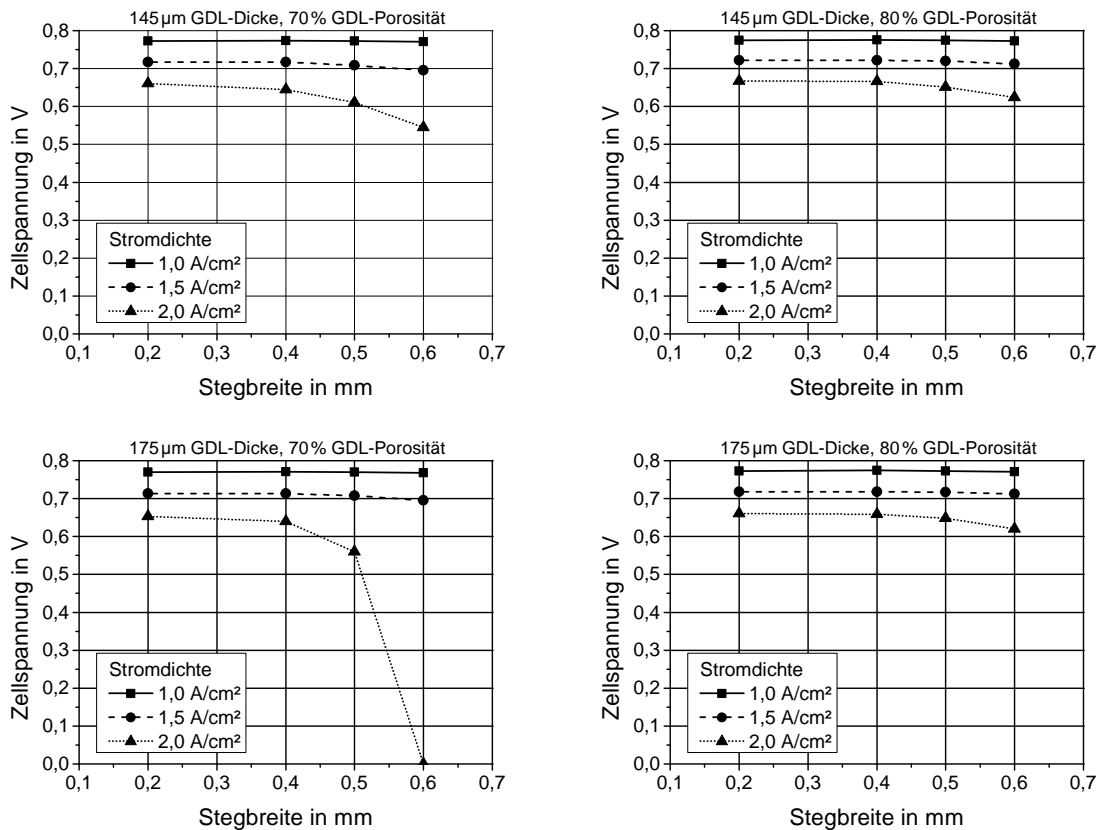 145 µm GDL-Dicke, 70 % GDL-Porosität
0,8
0,7
0,6
0,5
0,4
0,3
0,2
0,1
0,0
Zellspannung in V
Stromdichte
1,0 A/cm²
1,5 A/cm²
2,0 A/cm²
0,1 0,2 0,3 0,4 0,5 0,6 0,7
Stegbreite in mm
145 µm GDL-Dicke, 80 % GDL-Porosität
0,8
0,7
0,6
0,5
0,4
0,3
0,2
0,1
0,0
Zellspannung in V
Stromdichte
1,0 A/cm²
1,5 A/cm²
2,0 A/cm²
0,1 0,2 0,3 0,4 0,5 0,6 0,7
Stegbreite in mm
175 µm GDL-Dicke, 70 % GDL-Porosität
0,8
0,7
0,6
0,5
0,4
0,3
0,2
0,1
0,0
Zellspannung in V
Stromdichte
1,0 A/cm²
1,5 A/cm²
2,0 A/cm²
0,1 0,2 0,3 0,4 0,5 0,6 0,7
Stegbreite in mm
175 µm GDL-Dicke, 80 % GDL-Porosität
0,8
0,7
0,6
0,5
0,4
0,3
0,2
0,1
0,0
Zellspannung in V
Stromdichte
1,0 A/cm²
1,5 A/cm²
2,0 A/cm²
0,1 0,2 0,3 0,4 0,5 0,6 0,7
Stegbreite in mm